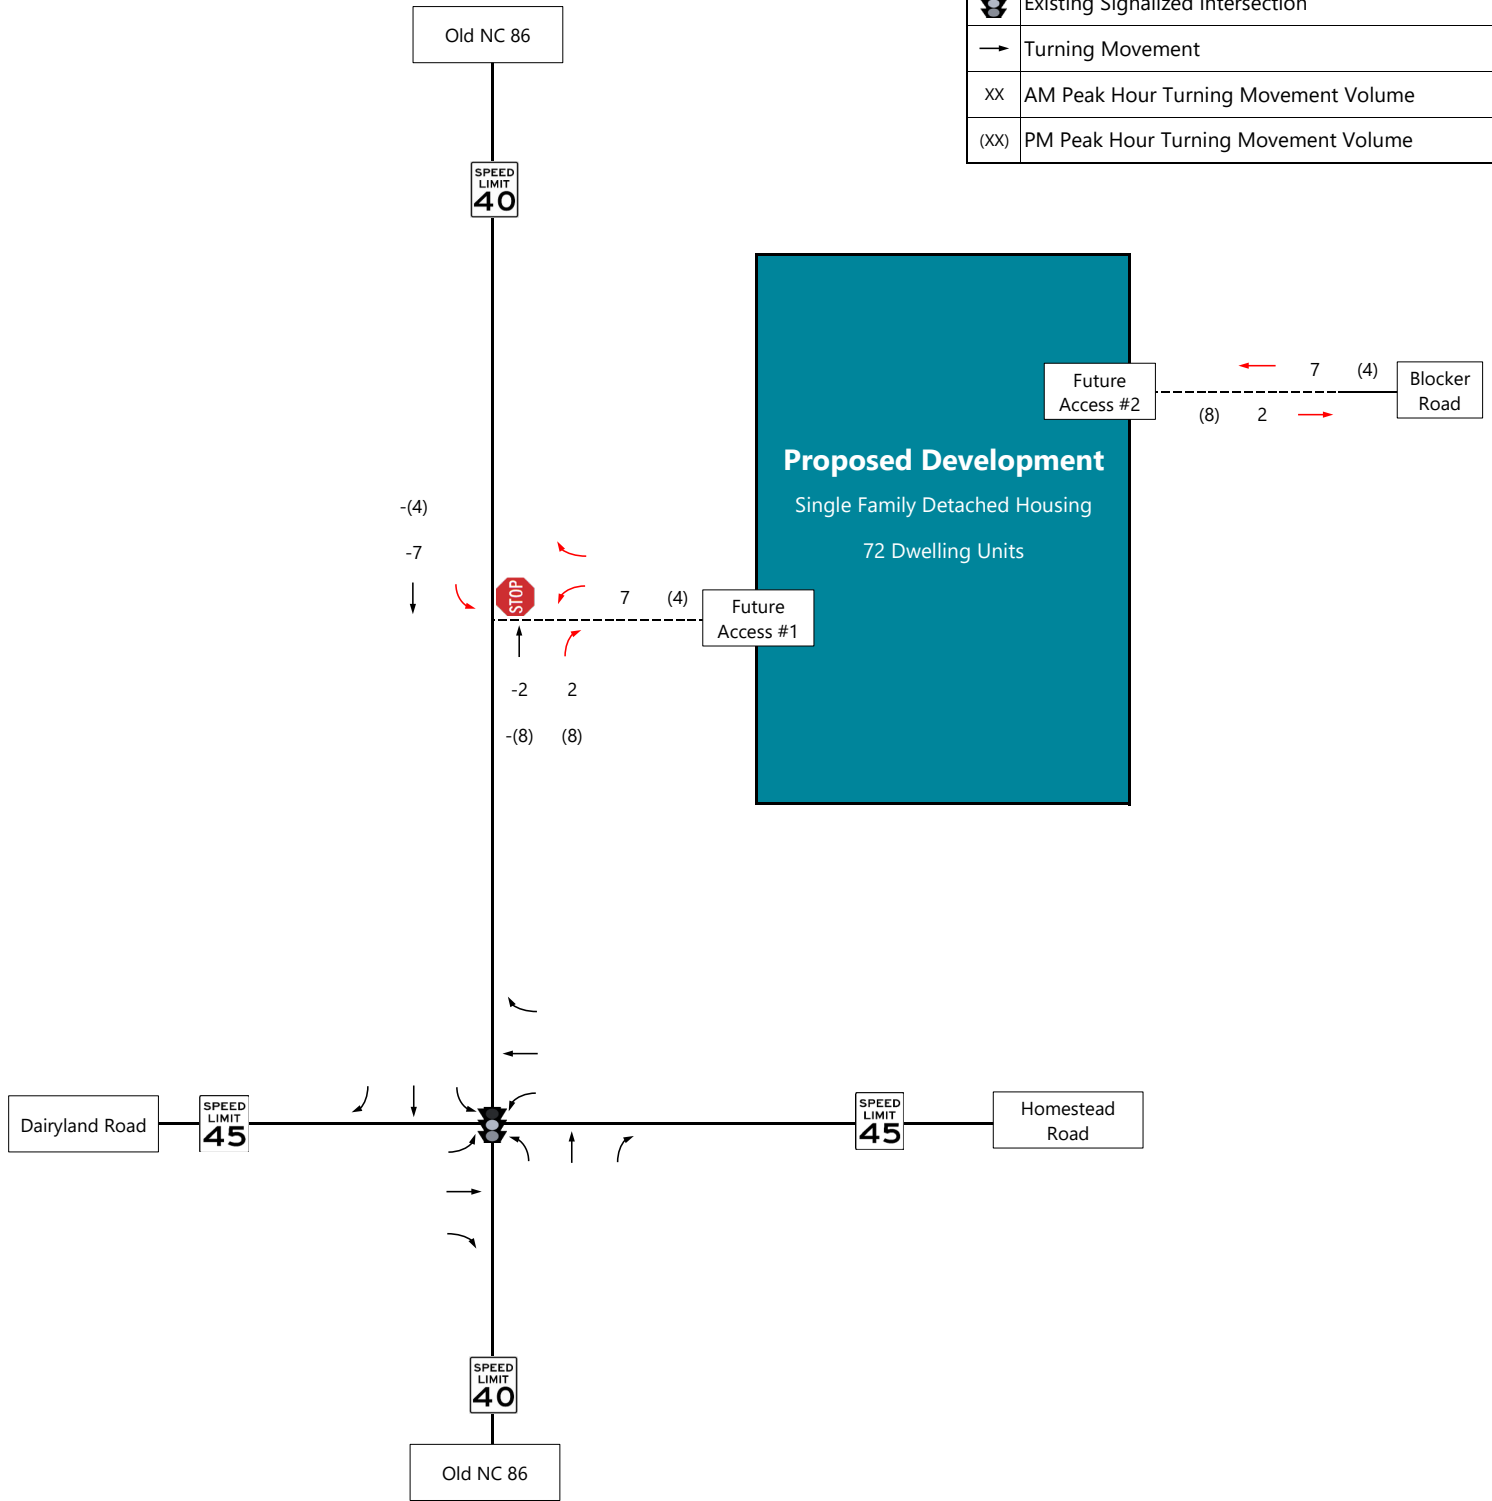 Old NC 86
Existing Signalized Intersection
Turning Movement
XX AM Peak Hour Turning Movement Volume
(XX) PM Peak Hour Turning Movement Volume
SPEED
LIMIT
40
Future
Access #2
7 (4)
(8) 2
Blocker
Road
Proposed Development
Single Family Detached Housing
72 Dwelling Units
-(4)
-7
STOP
7 (4)
Future
Access #1
-2 2
-(8) (8)
Dairyland Road
SPEED
LIMIT
45
SPEED
LIMIT
45
Homestead
Road
SPEED
LIMIT
40
Old NC 86